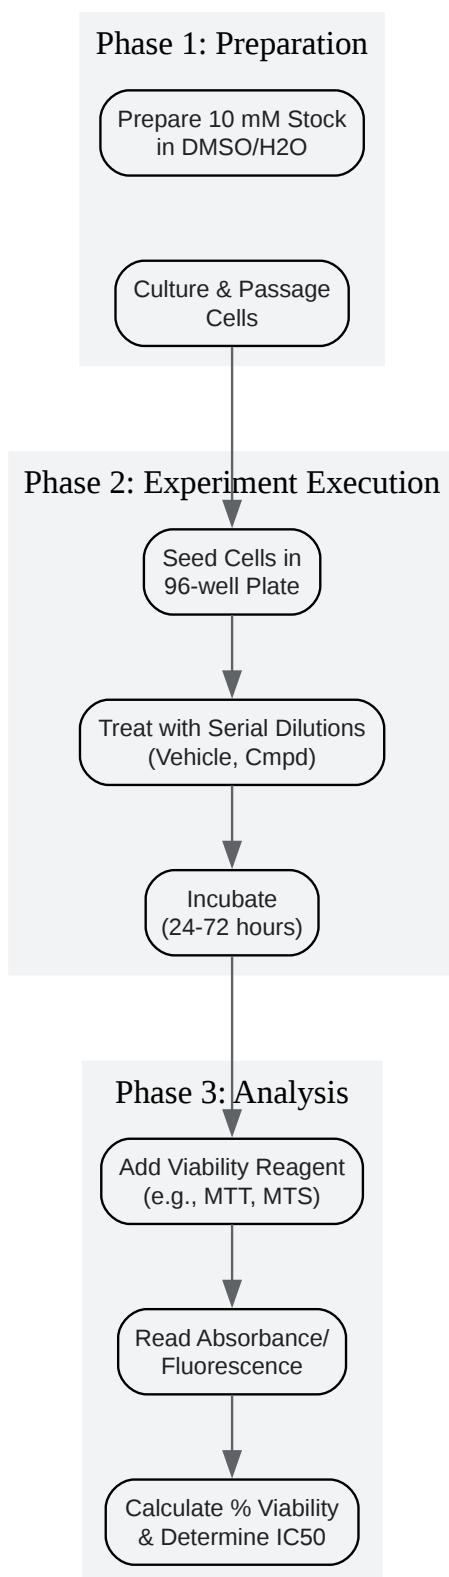 Phase 1: Preparation
Prepare 10 mM Stock
in DMSO/H2O
Culture & Passage
Cells
Phase 2: Experiment Execution
Seed Cells in
96-well Plate
Treat with Serial Dilutions
(Vehicle, Cmpd)
Incubate
(24-72 hours)
Phase 3: Analysis
Add Viability Reagent
(e.g., MTT, MTS)
Read Absorbance/
Fluorescence
Calculate % Viability
& Determine IC50